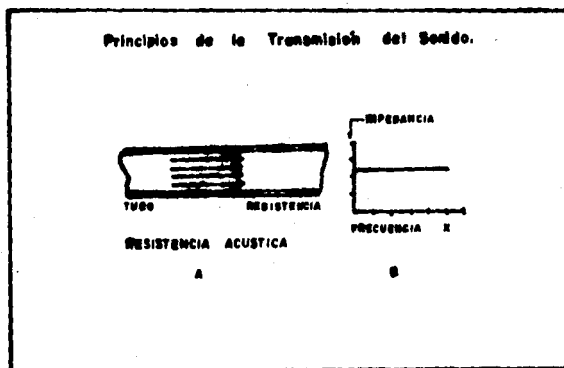 Principios de la Transmisión del Sonido.
IMPEDANCIA
TUBO RESISTENCIA
FRECUENCIA X
RESISTENCIA ACUSTICA
A B